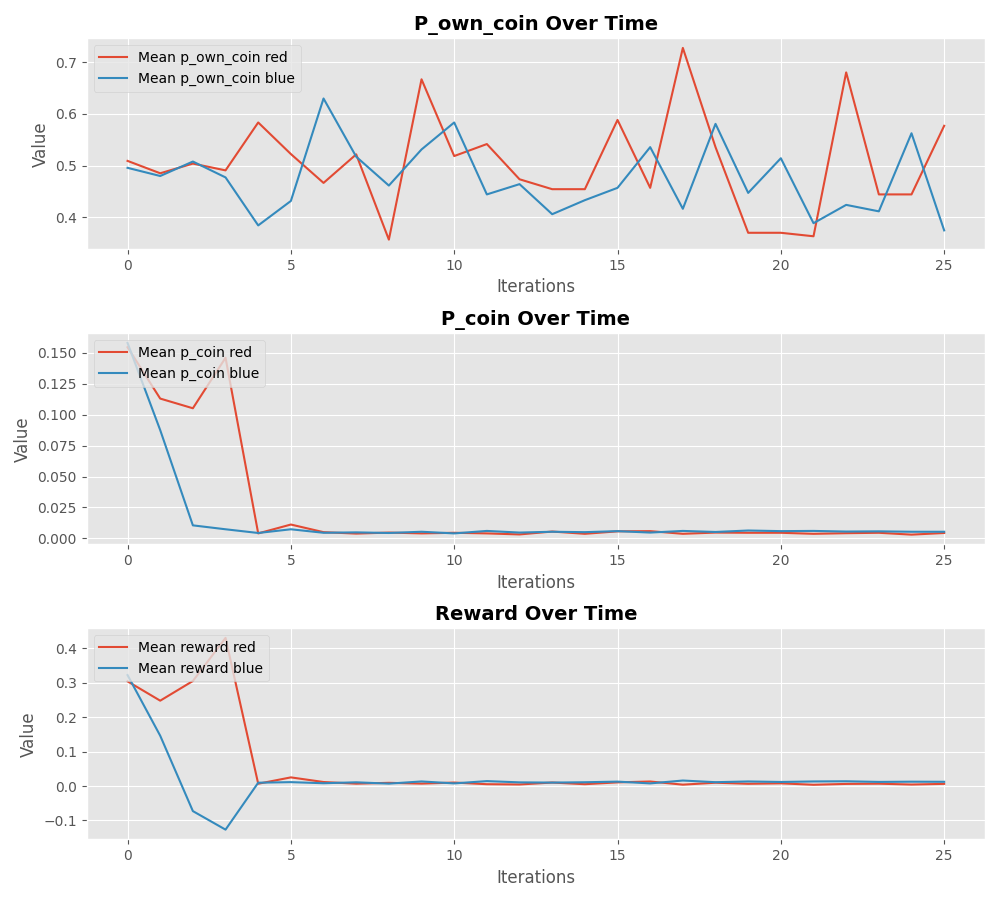 P_own_coin Over Time
Mean p_own_coin red
Mean p_own_coin blue
Value
0.7
0.6
0.5
0.4
0 5 10 15 20 25
Iterations
P_coin Over Time
Mean p_coin red
Mean p_coin blue
Value
0.150
0.125
0.100
0.075
0.050
0.025
0.000
0 5 10 15 20 25
Iterations
Reward Over Time
Mean reward red
Mean reward blue
Value
0.4
0.3
0.2
0.1
0.0
−0.1
0 5 10 15 20 25
Iterations